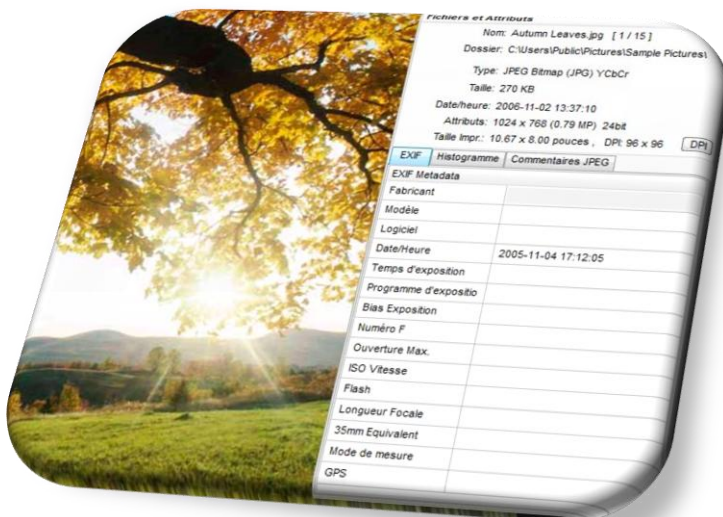 Fichiers et Attributs
Nom: Autumn Leaves.jpg [ 1 / 15 ]
Dossier: C:\Users\Public\Pictures\Sample Pictures\
Type: JPEG Bitmap (JPG) YCbCr
Taille: 270 KB
Date/heure: 2006-11-02 13:37:10
Attributs: 1024 x 768 (0.79 MP) 24bit
Taille Impr.: 10.67 x 8.00 pouces , DPI: 96 x 96 DPI
EXIF Histogramme Commentaires JPEG
EXIF Metadata
Fabricant
Modèle
Logiciel
Date/Heure 2005-11-04 17:12:05
Temps d'exposition
Programme d'expositio
Bias Exposition
Numéro F
Ouverture Max.
ISO Vitesse
Flash
Longueur Focale
35mm Equivalent
Mode de mesure
GPS